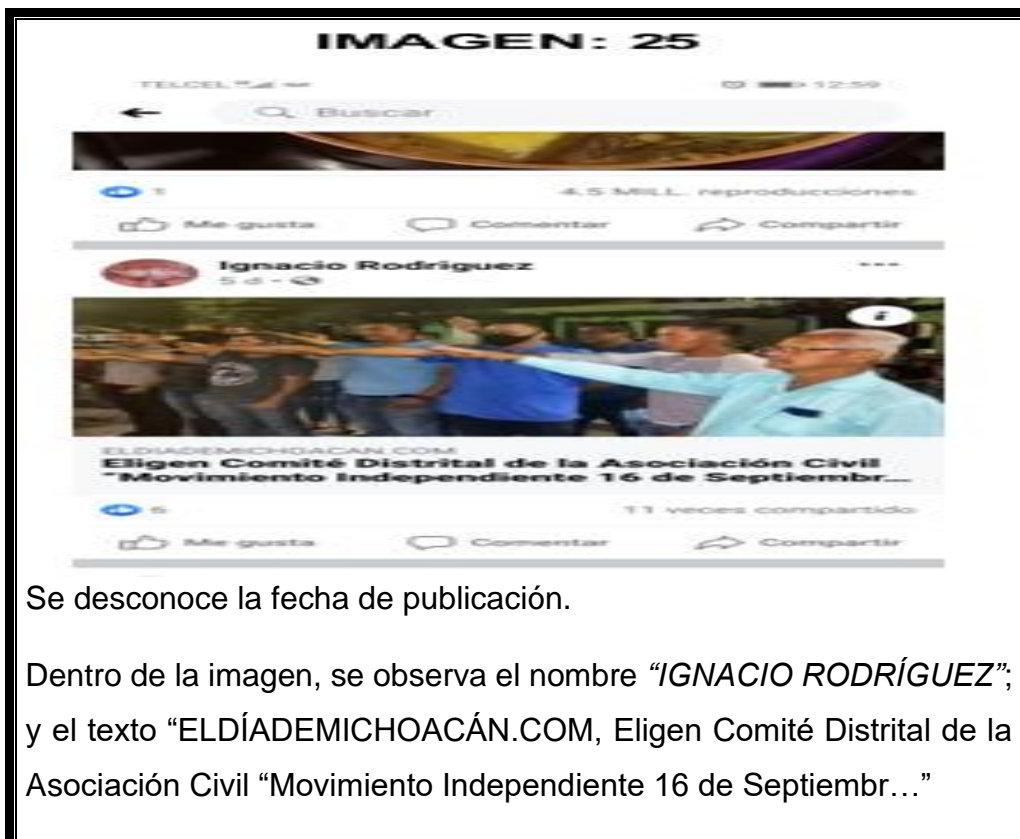 IMAGEN: 25
TELCEL
12:59
Buscar
1
4.5 MILL. reproducciones
Me gusta Comentar Compartir
Ignacio Rodriguez
5 d
ELDIADEMICHOACAN.COM
Eligen Comité Distrital de la Asociación Civil
"Movimiento Independiente 16 de Septiembr...
6
11 veces compartido
Me gusta Comentar Compartir
Se desconoce la fecha de publicación.
Dentro de la imagen, se observa el nombre “IGNACIO RODRÍGUEZ”;
y el texto “ELDÍADEMICHOACÁN.COM, Eligen Comité Distrital de la
Asociación Civil “Movimiento Independiente 16 de Septiembr…”